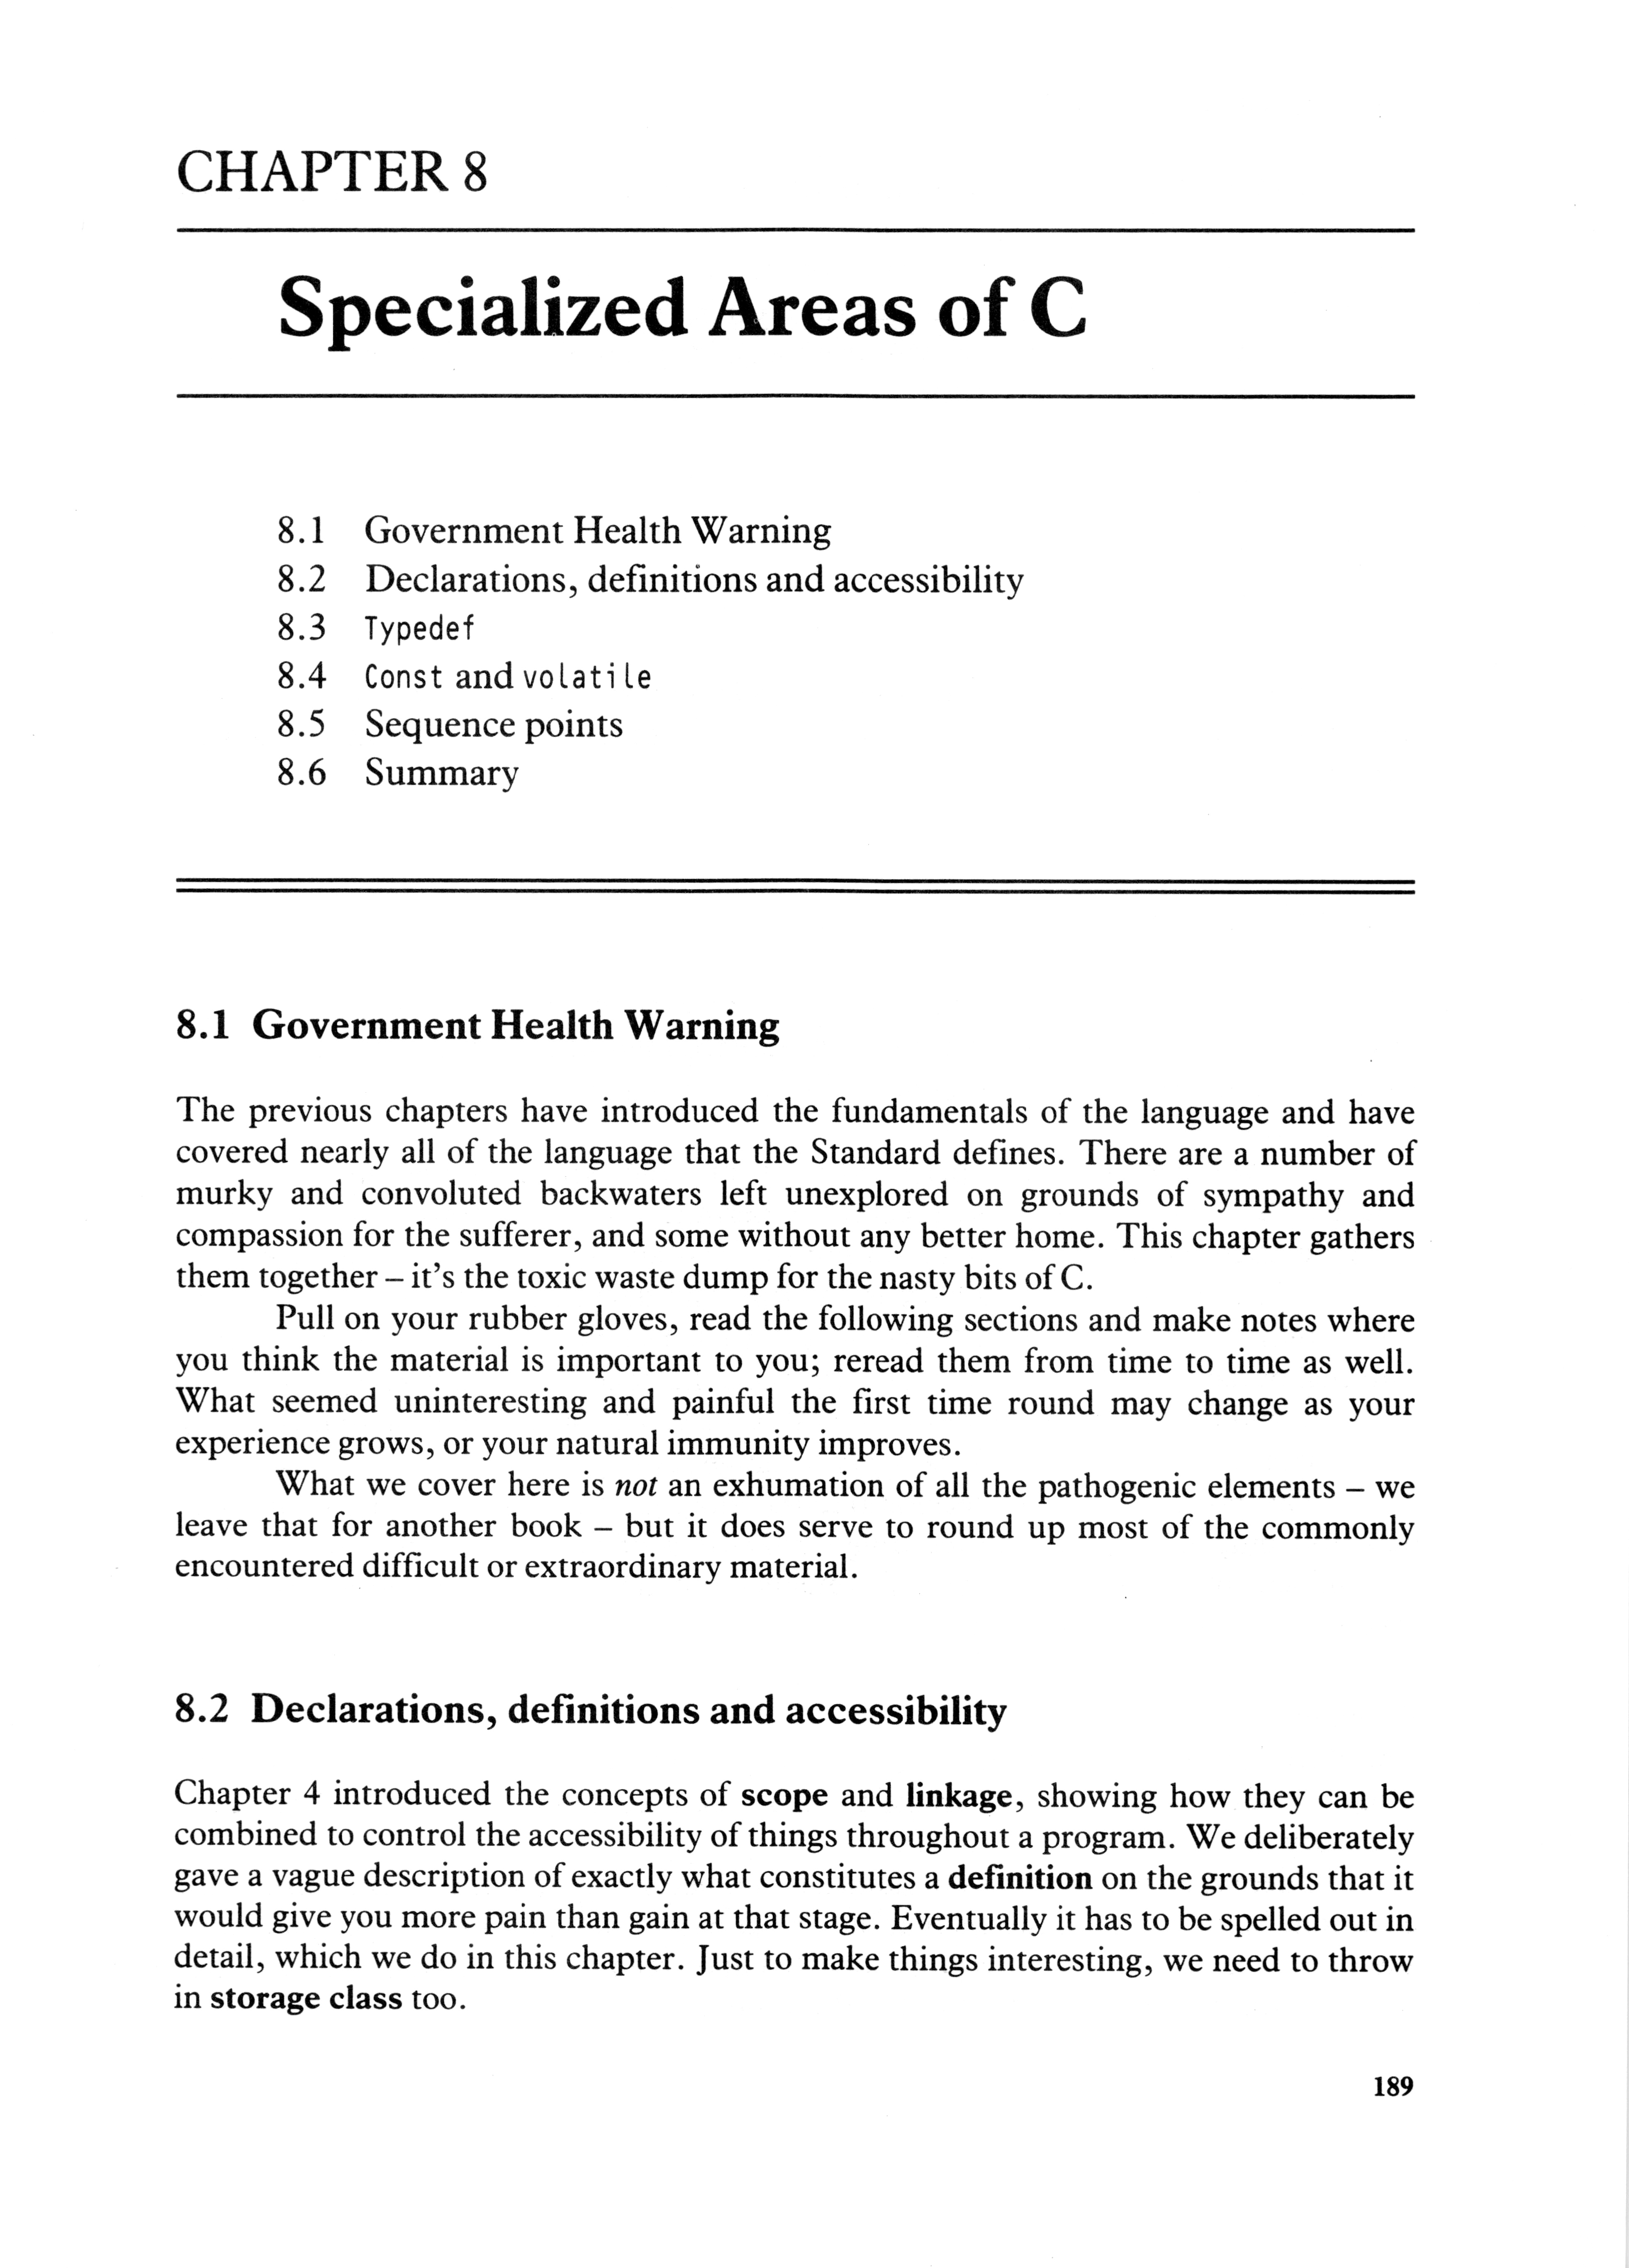 CHAPTER 8
Specialized Areas of C
8.1 Government Health Warning
8.2 Declarations, definitions and accessibility
8.3 Typedef
8.4 Const and volatile
8.5 Sequence points
8.6 Summary
8.1 Government Health Warning
The previous chapters have introduced the fundamentals of the language and have
covered nearly all of the language that the Standard defines. There are a number of
murky and convoluted backwaters left unexplored on grounds of sympathy and
compassion for the sufferer, and some without any better home. This chapter gathers
them together – it's the toxic waste dump for the nasty bits of C.
Pull on your rubber gloves, read the following sections and make notes where
you think the material is important to you; reread them from time to time as well.
What seemed uninteresting and painful the first time round may change as your
experience grows, or your natural immunity improves.
What we cover here is not an exhumation of all the pathogenic elements – we
leave that for another book – but it does serve to round up most of the commonly
encountered difficult or extraordinary material.
8.2 Declarations, definitions and accessibility
Chapter 4 introduced the concepts of scope and linkage, showing how they can be
combined to control the accessibility of things throughout a program. We deliberately
gave a vague description of exactly what constitutes a definition on the grounds that it
would give you more pain than gain at that stage. Eventually it has to be spelled out in
detail, which we do in this chapter. Just to make things interesting, we need to throw
in storage class too.
189